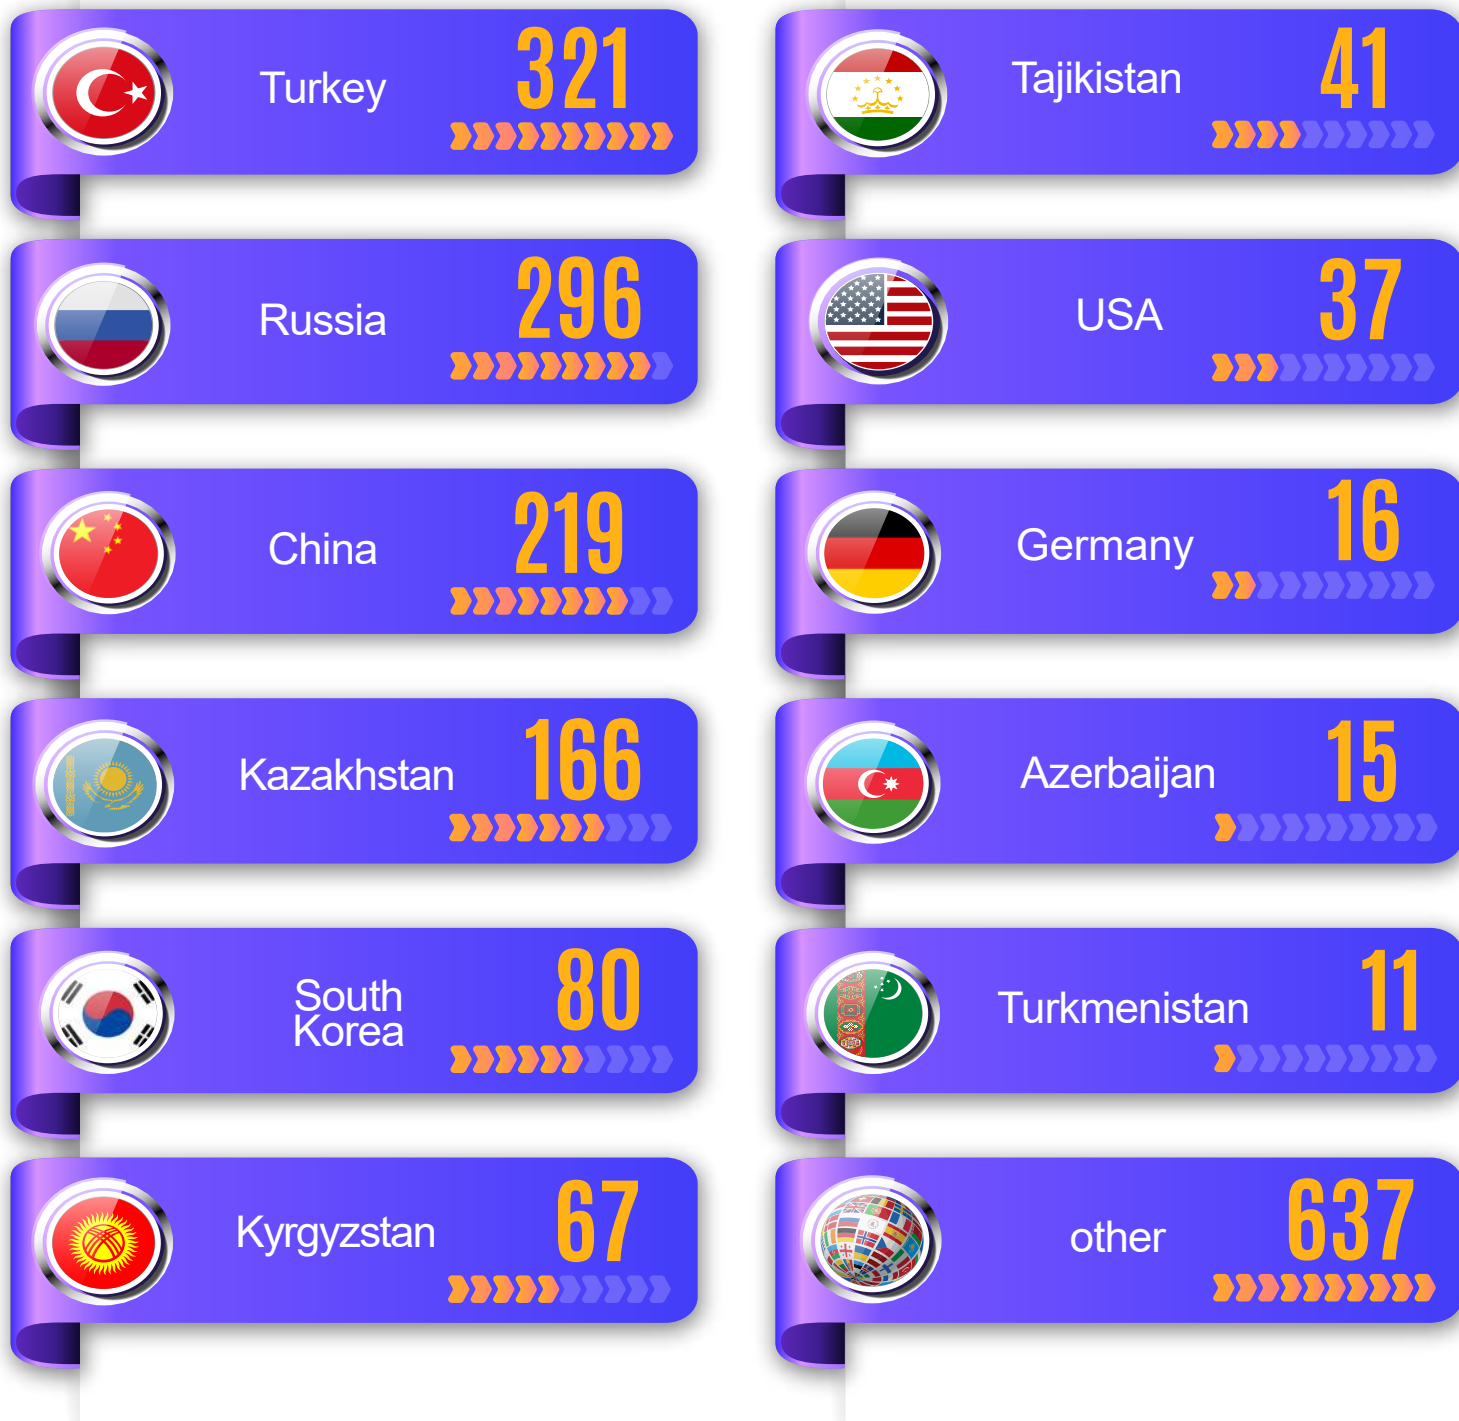 Turkey
321
Russia
296
China
219
Kazakhstan
166
South
Korea
80
Kyrgyzstan
67
Tajikistan
41
USA
37
Germany
16
Azerbaijan
15
Turkmenistan
11
other
637